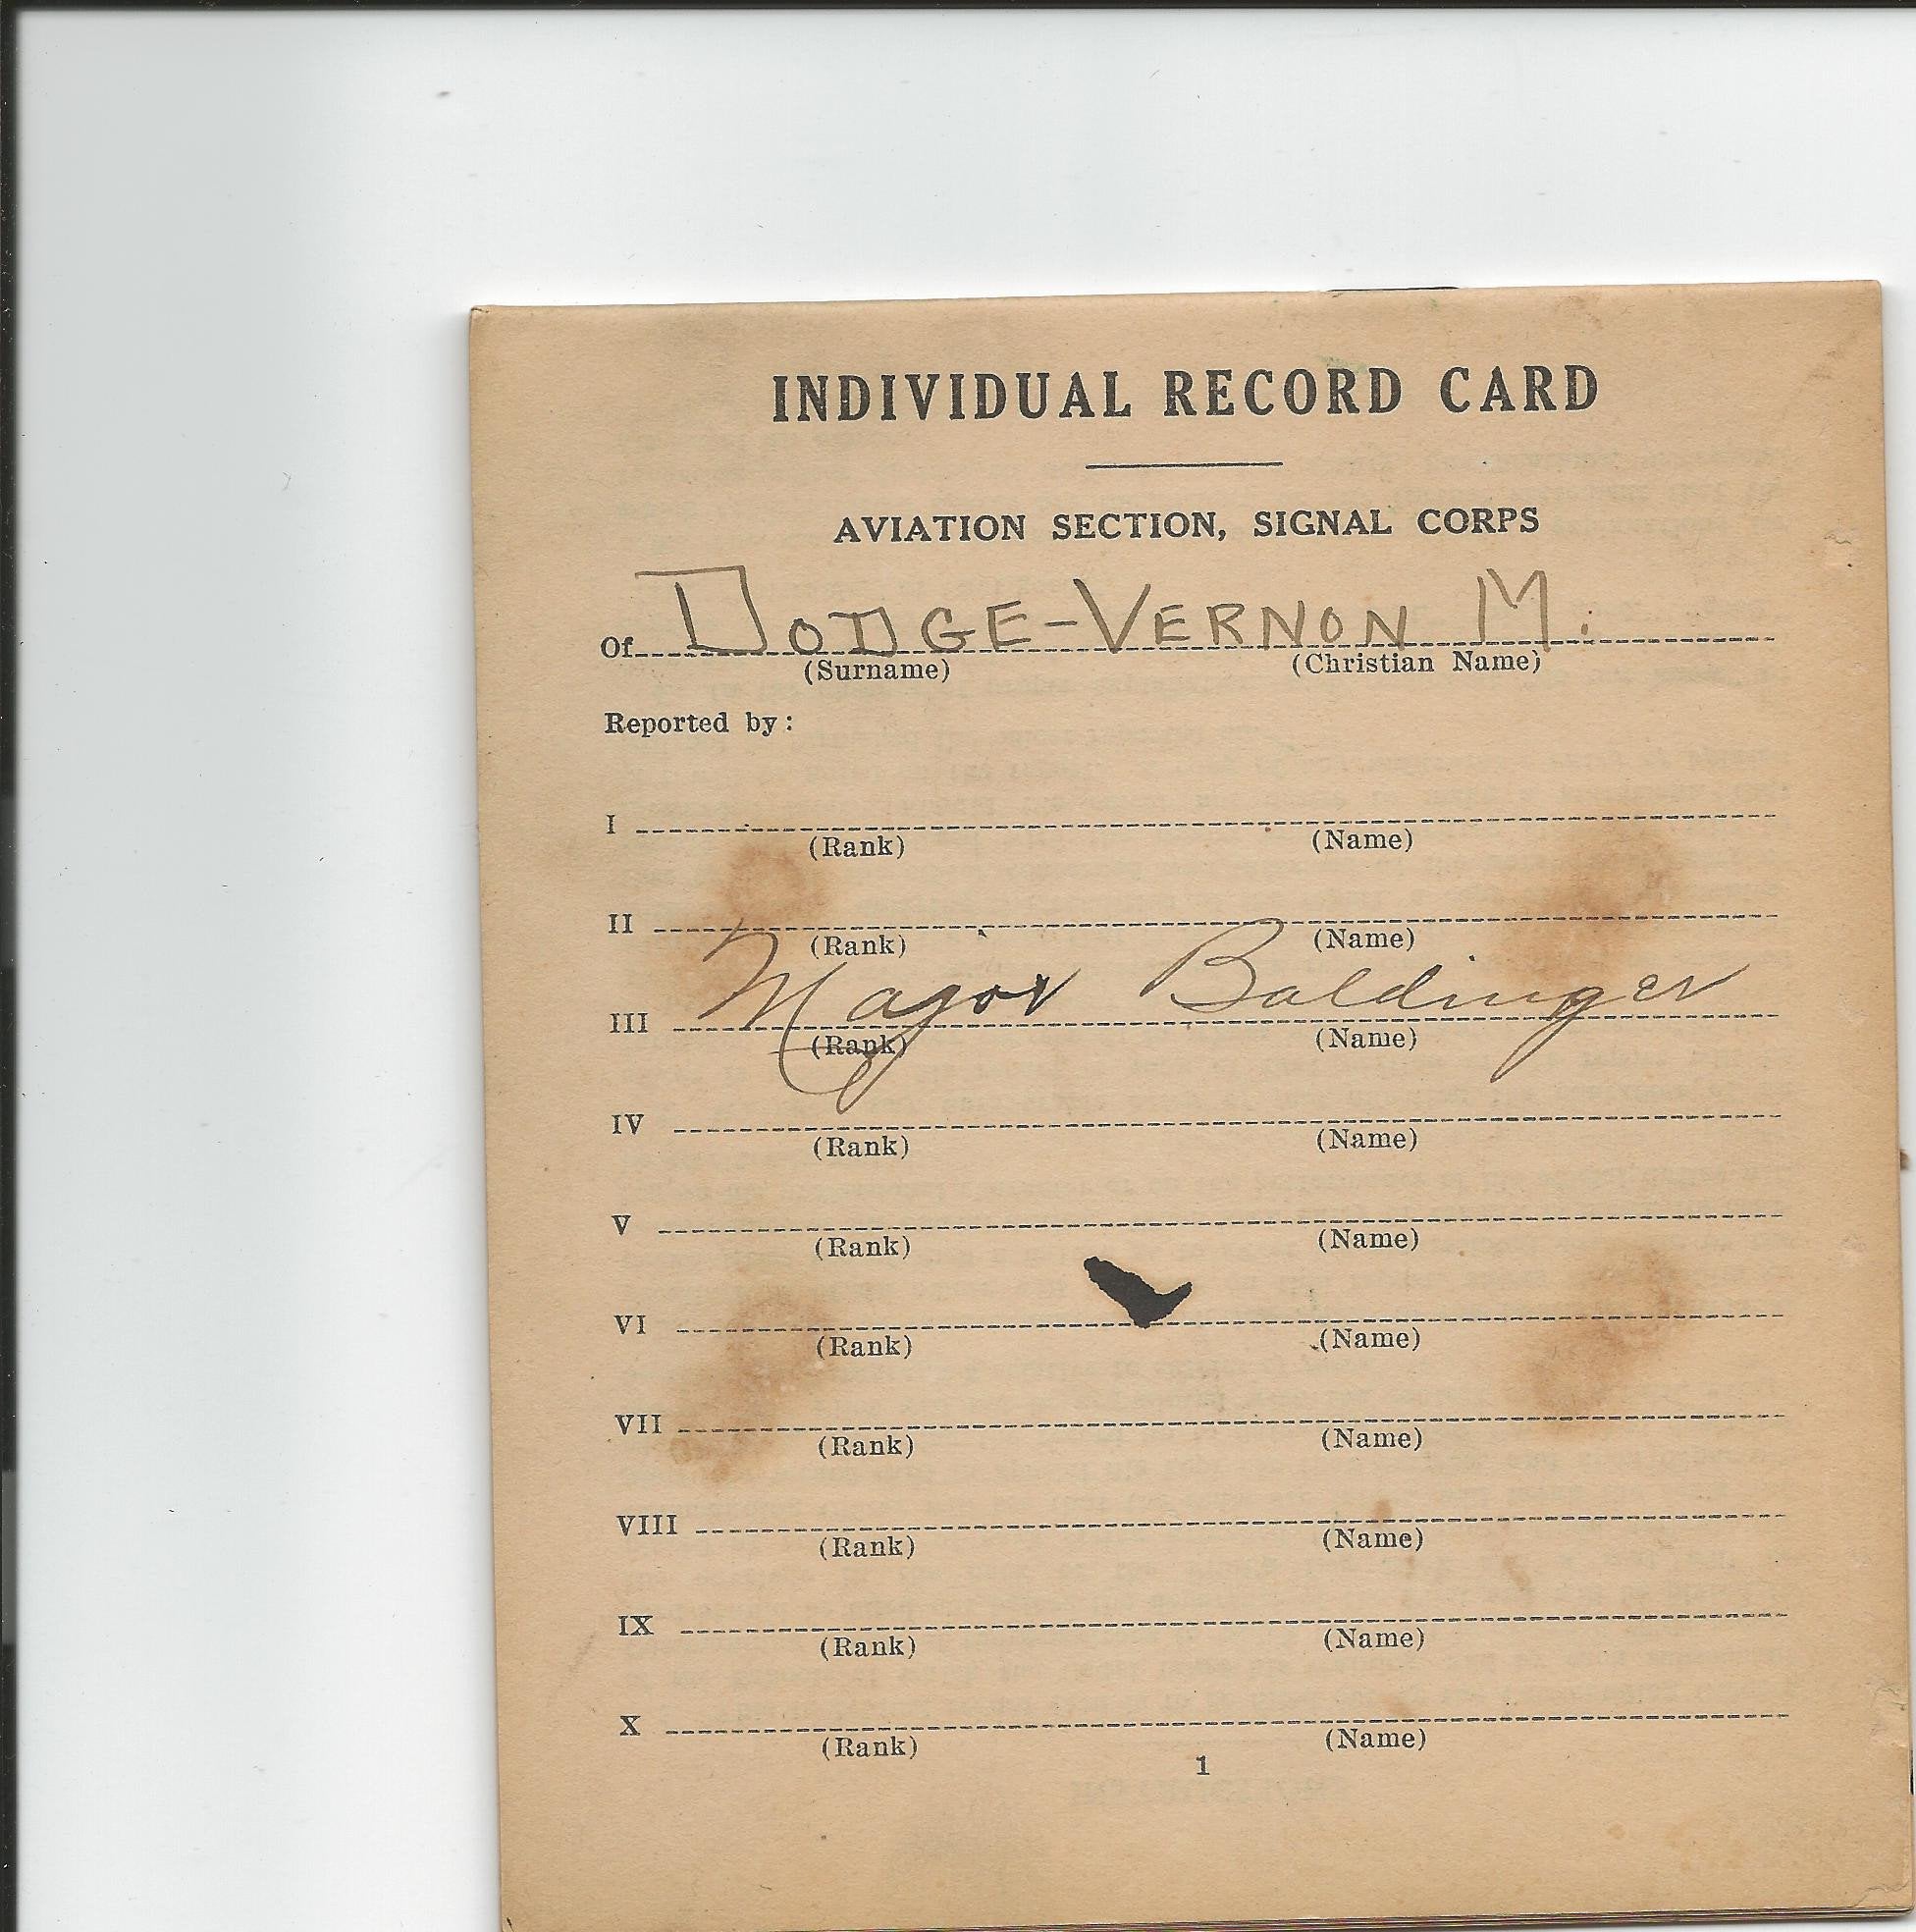 INDIVIDUAL RECORD CARD
AVIATION SECTION, SIGNAL CORPS
Of DODGE-VERNON M.
(Surname) (Christian Name)
Reported by:
I
(Rank) (Name)
II
(Rank) (Name)
III Major Baldinger
(Rank) (Name)
IV
(Rank) (Name)
V
(Rank) (Name)
VI
(Rank) (Name)
VII
(Rank) (Name)
VIII
(Rank) (Name)
IX
(Rank) (Name)
X
(Rank) (Name)
1